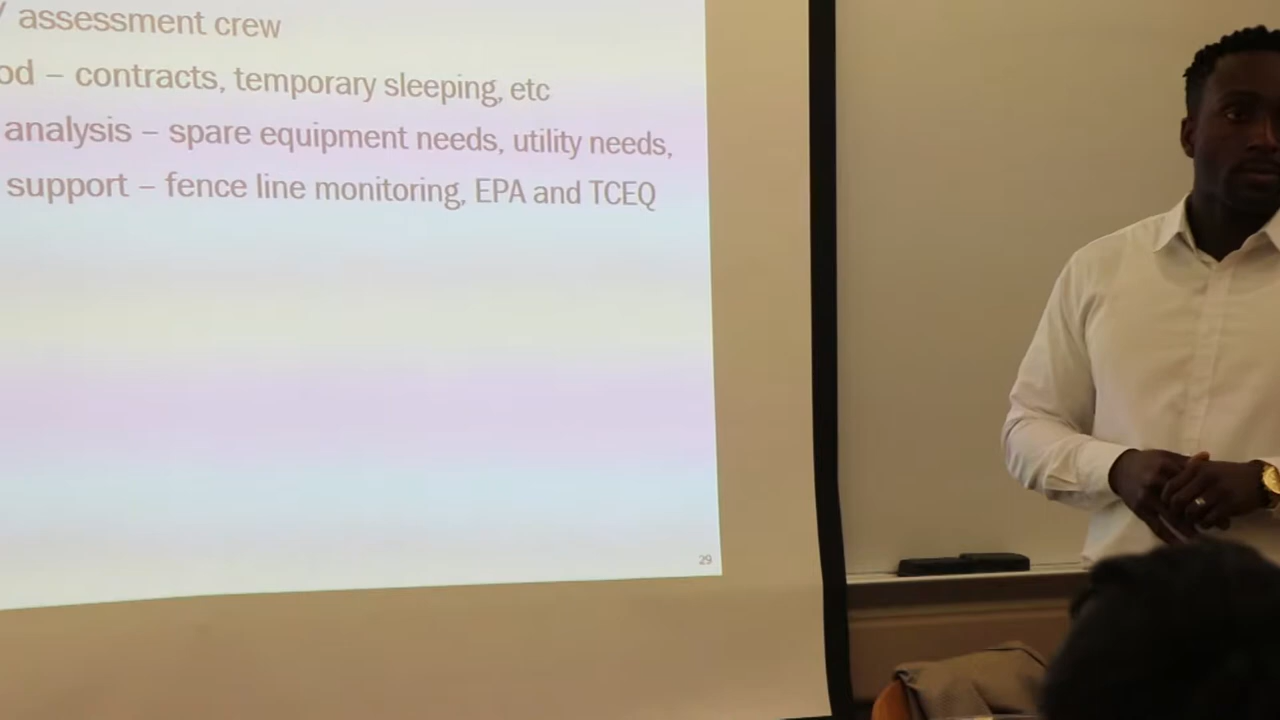 assessment crew
– contracts, temporary sleeping, etc
analysis – spare equipment needs, utility needs,
support – fence line monitoring, EPA and TCEQ
29